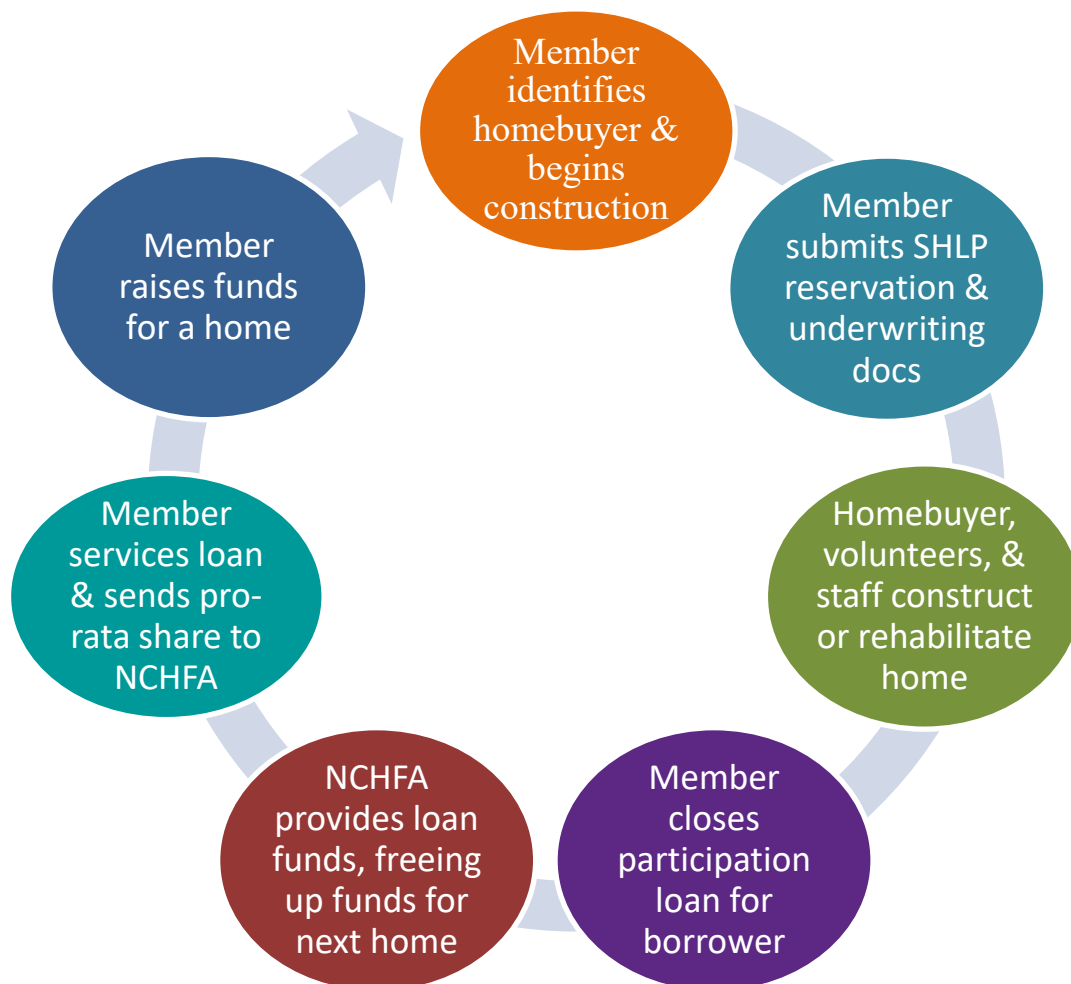 Member
identifies
homebuyer &
begins
construction
Member
submits SHLP
reservation &
underwriting
docs
Homebuyer,
volunteers, &
staff construct
or rehabilitate
home
Member
closes
participation
loan for
borrower
NCHFA
provides loan
funds, freeing
up funds for
next home
Member
services loan
& sends pro-
rata share to
NCHFA
Member
raises funds
for a home